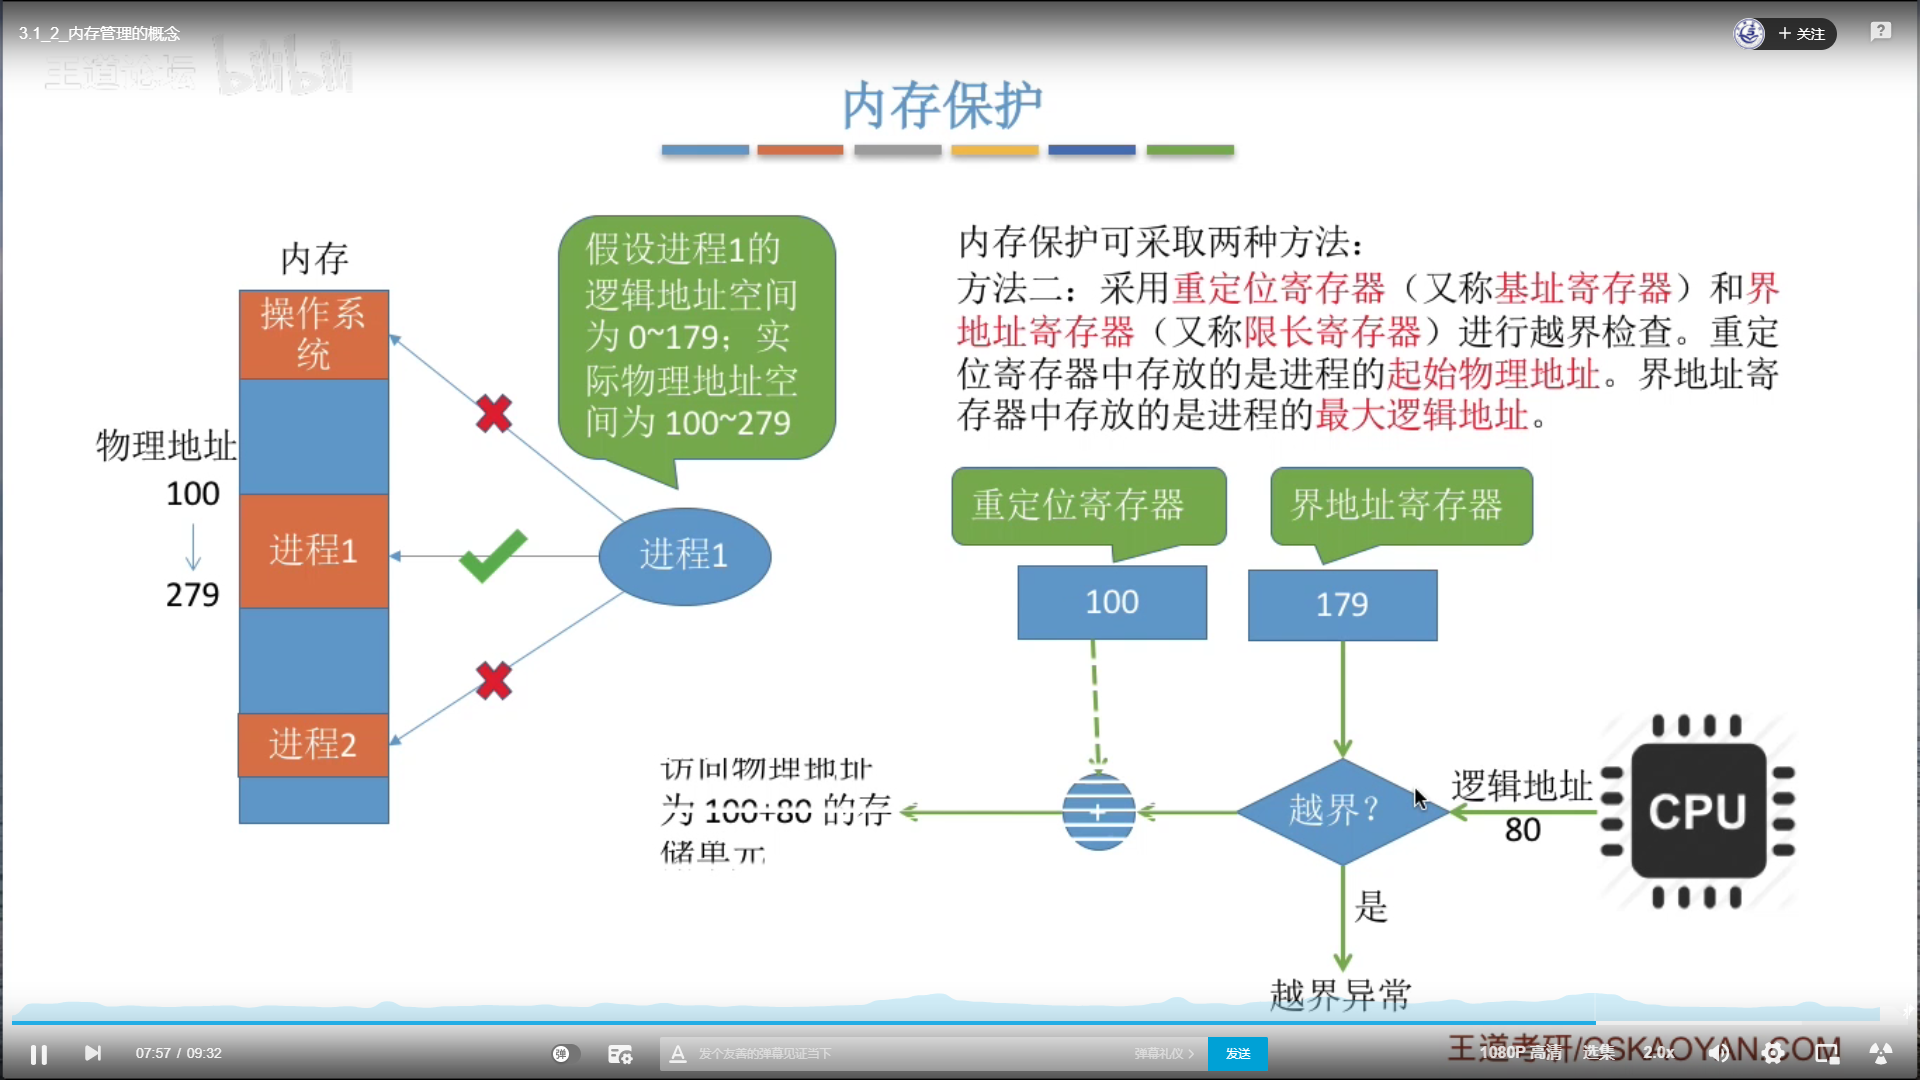 3.1_2_内存管理的概念
+ 关注
王道论坛 bilibili
内存保护
内存
操作系
统
物理地址
100
279
进程1
进程2
假设进程1的
逻辑地址空间
为 0~179；实
际物理地址空
间为 100~279
进程1
内存保护可采取两种方法：
方法二：采用重定位寄存器（又称基址寄存器）和界
地址寄存器（又称限长寄存器）进行越界检查。重定
位寄存器中存放的是进程的起始物理地址。界地址寄
存器中存放的是进程的最大逻辑地址。
重定位寄存器
界地址寄存器
100
179
访问物理地址
为 100+80 的存
储单元
+
越界？
逻辑地址
80
CPU
是
越界异常
王道考研/CSKAOYAN.COM
07:57 / 09:32
弹
发个友善的弹幕见证当下
弹幕礼仪 >
发送
1080P 高清
选集
2.0x